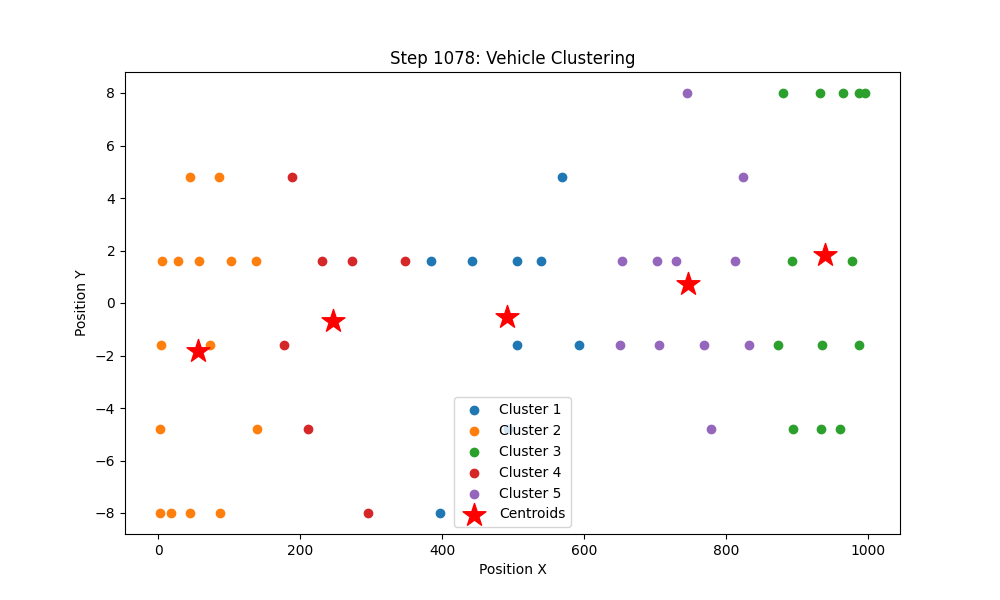 Step 1078: Vehicle Clustering
Position Y
8
6
4
2
0
−2
−4
−6
−8
Cluster 1
Cluster 2
Cluster 3
Cluster 4
Cluster 5
Centroids
0
200
400
600
800
1000
Position X